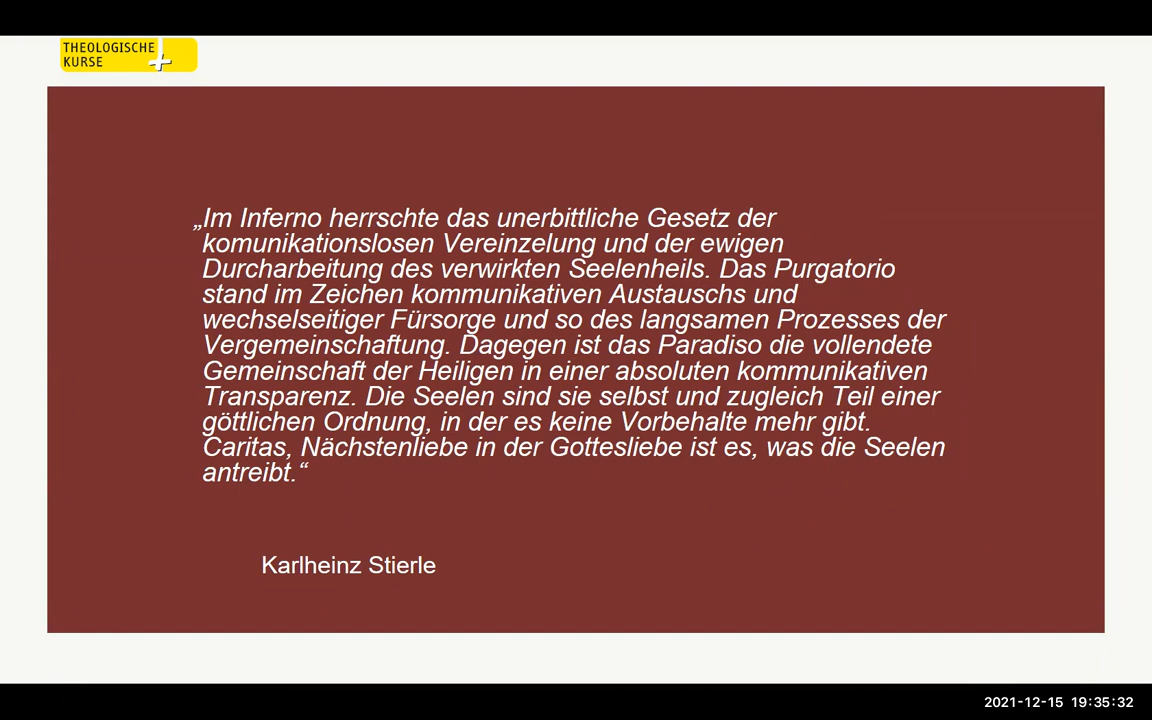 THEOLOGISCHE
KURSE
„Im Inferno herrschte das unerbittliche Gesetz der
komunikationslosen Vereinzelung und der ewigen
Durcharbeitung des verwirkten Seelenheils. Das Purgatorio
stand im Zeichen kommunikativen Austauschs und
wechselseitiger Fürsorge und so des langsamen Prozesses der
Vergemeinschaftung. Dagegen ist das Paradiso die vollendete
Gemeinschaft der Heiligen in einer absoluten kommunikativen
Transparenz. Die Seelen sind sie selbst und zugleich Teil einer
göttlichen Ordnung, in der es keine Vorbehalte mehr gibt.
Caritas, Nächstenliebe in der Gottesliebe ist es, was die Seelen
antreibt.“
Karlheinz Stierle
2021-12-15 19:35:32